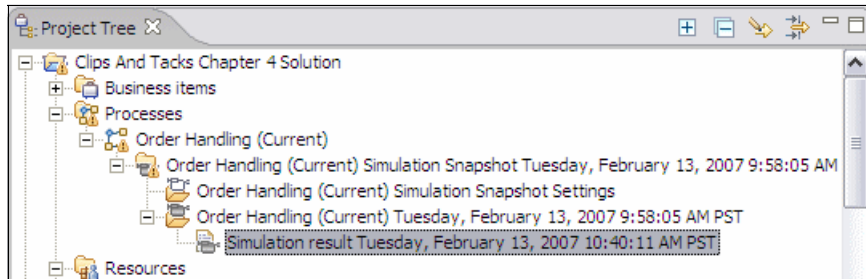 Project Tree
Clips And Tacks Chapter 4 Solution
Business items
Processes
Order Handling (Current)
Order Handling (Current) Simulation Snapshot Tuesday, February 13, 2007 9:58:05 AM
Order Handling (Current) Simulation Snapshot Settings
Order Handling (Current) Tuesday, February 13, 2007 9:58:05 AM PST
Simulation result Tuesday, February 13, 2007 10:40:11 AM PST
Resources